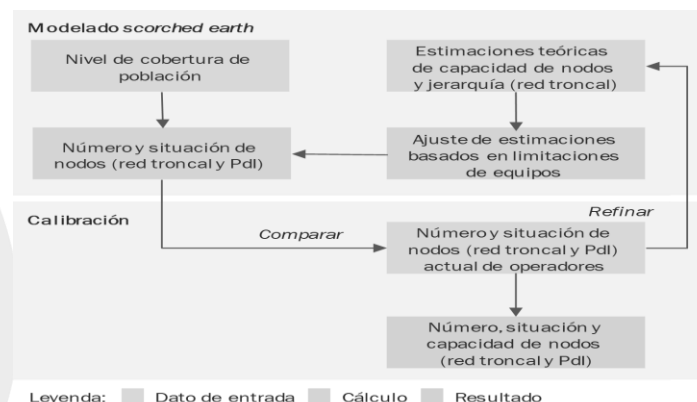 Modelado scorched earth
Nivel de cobertura de
población
Estimaciones teóricas
de capacidad de nodos
y jerarquía (red troncal)
Número y situación de
nodos (red troncal y PdI)
Ajuste de estimaciones
basados en limitaciones
de equipos
Calibración
Comparar
Refinar
Número y situación de
nodos (red troncal y PdI)
actual de operadores
Número, situación y
capacidad de nodos
(red troncal y PdI)
Leyenda: Dato de entrada Cálculo Resultado